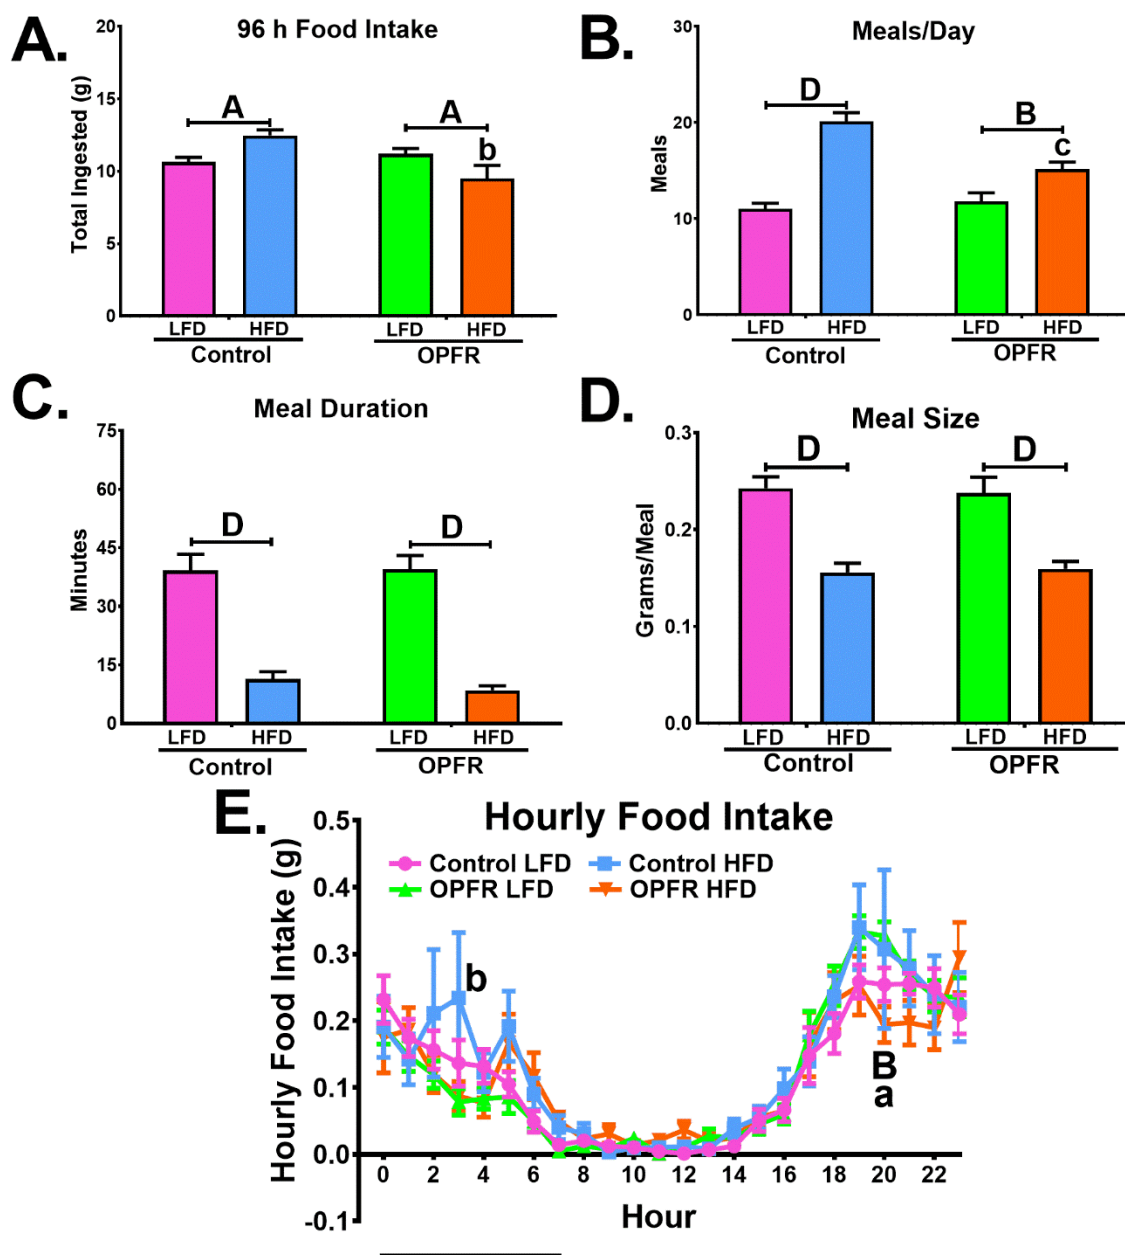 A.
96 h Food Intake
Total Ingested (g)
20
15
10
5
0
A
A
b
LFD HFD LFD HFD
Control OPFR
B.
Meals/Day
Meals
30
20
10
0
D
B
c
LFD HFD LFD HFD
Control OPFR
C.
Meal Duration
Minutes
75
60
45
30
15
0
D
D
LFD HFD LFD HFD
Control OPFR
D.
Meal Size
Grams/Meal
0.3
0.2
0.1
0.0
D
D
LFD HFD LFD HFD
Control OPFR
E.
Hourly Food Intake
Hourly Food Intake (g)
0.5
0.4
0.3
0.2
0.1
0.0
-0.1
Control LFD Control HFD
OPFR LFD OPFR HFD
b
B
a
0 2 4 6 8 10 12 14 16 18 20 22
Hour